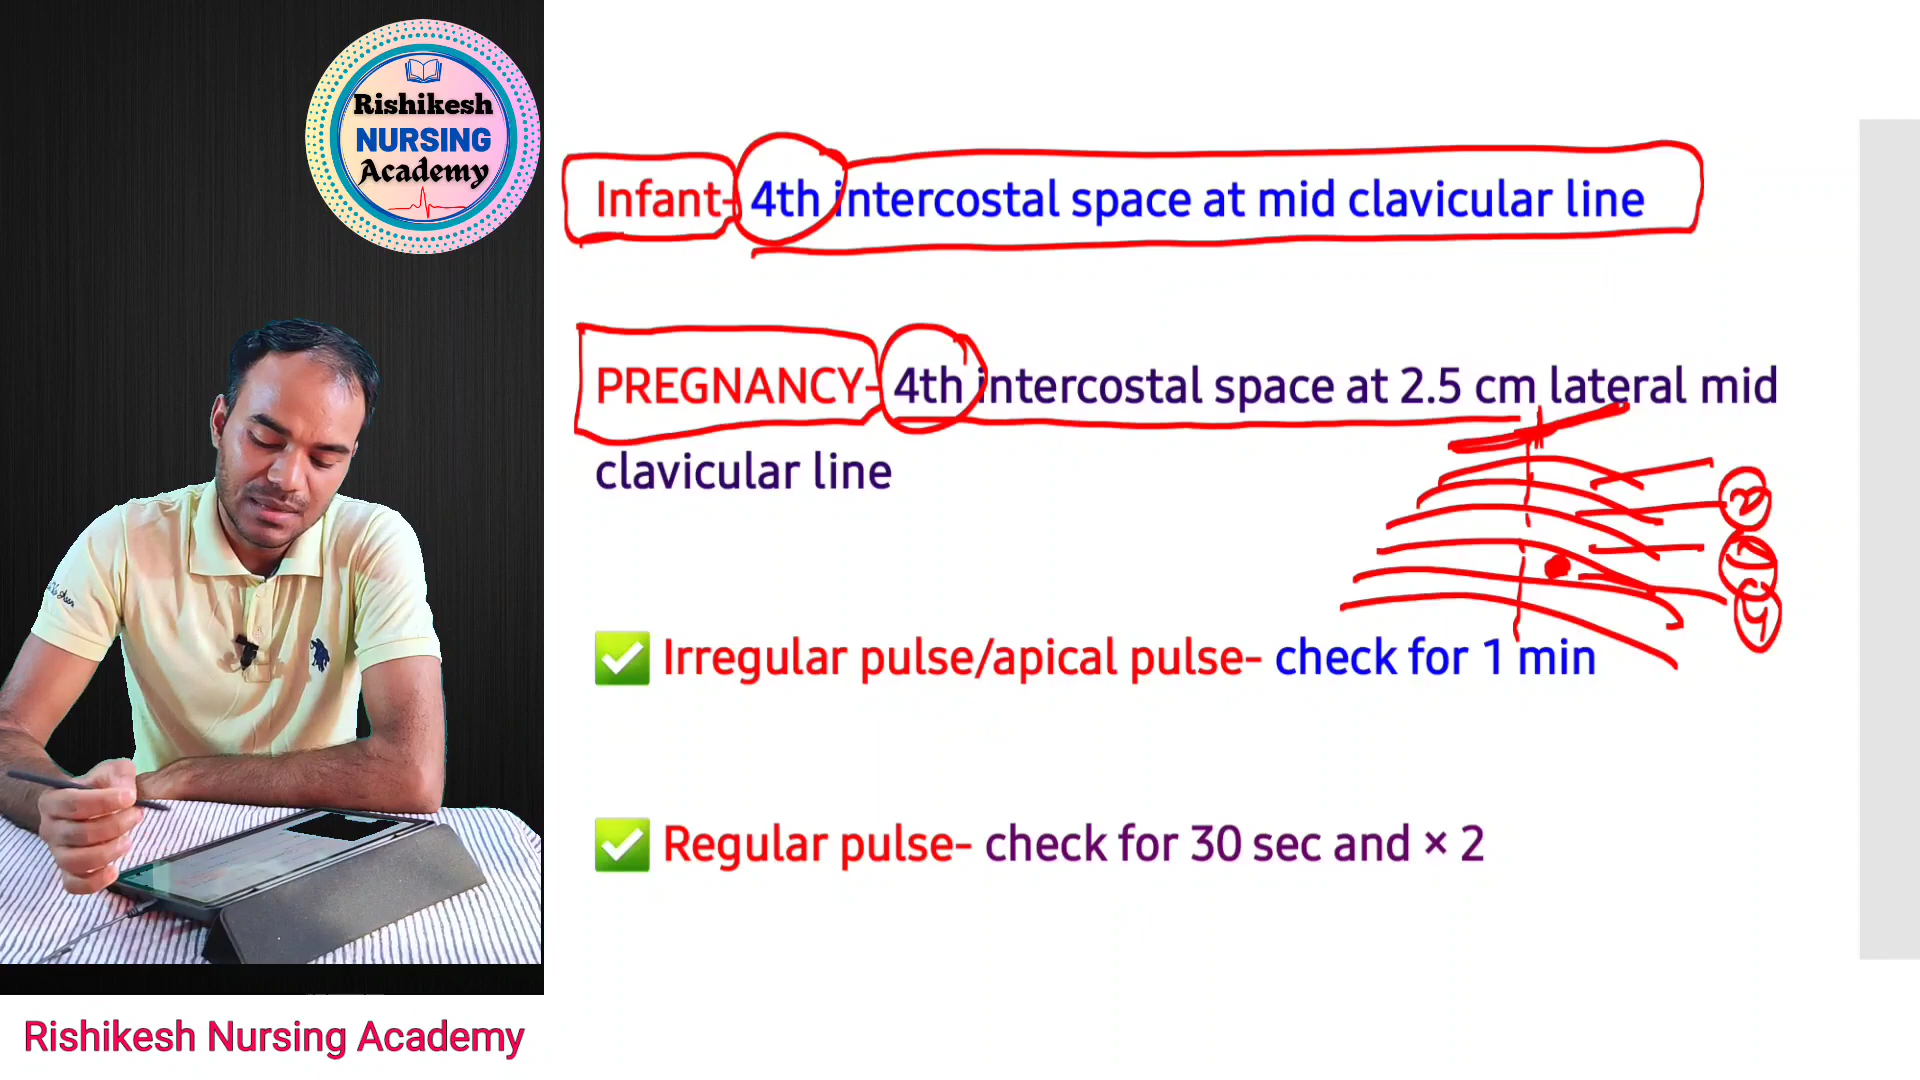 Rishikesh
NURSING
Academy
Infant- 4th intercostal space at mid clavicular line
PREGNANCY- 4th intercostal space at 2.5 cm lateral mid
clavicular line
✅ Irregular pulse/apical pulse- check for 1 min
✅ Regular pulse- check for 30 sec and × 2
Rishikesh Nursing Academy